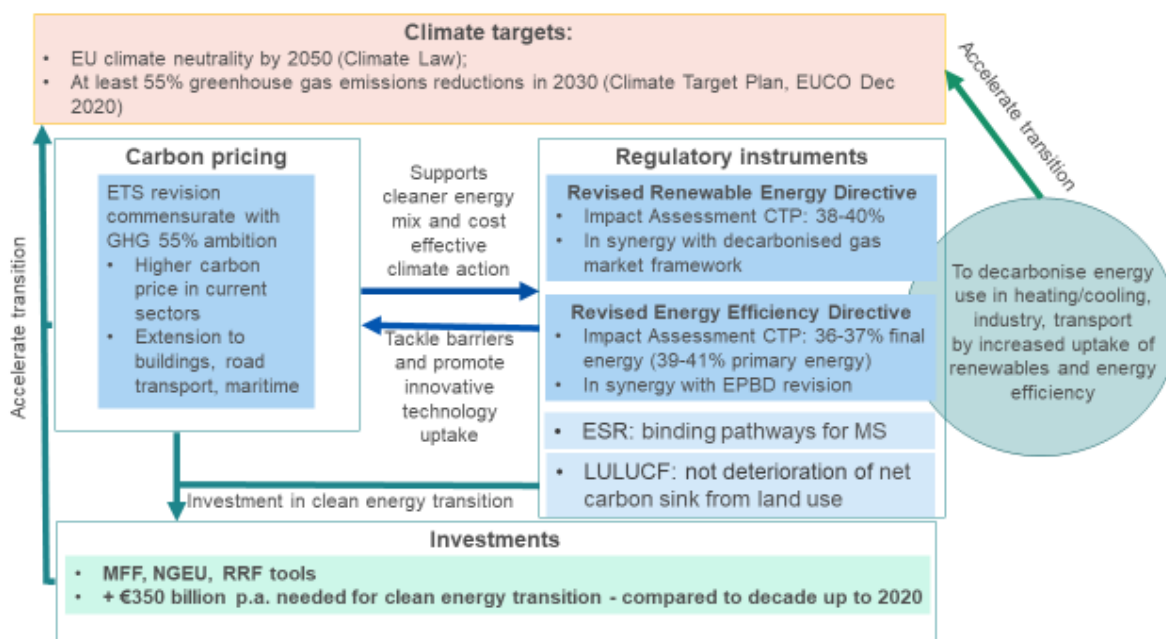 Climate targets:
• EU climate neutrality by 2050 (Climate Law);
• At least 55% greenhouse gas emissions reductions in 2030 (Climate Target Plan, EUCO Dec
2020)
Accelerate transition
Accelerate transition
Carbon pricing
ETS revision
commensurate with
GHG 55% ambition
• Higher carbon
price in current
sectors
• Extension to
buildings, road
transport, maritime
Supports
cleaner energy
mix and cost
effective
climate action
Tackle barriers
and promote
innovative
technology
uptake
Regulatory instruments
Revised Renewable Energy Directive
• Impact Assessment CTP: 38-40%
• In synergy with decarbonised gas
market framework
Revised Energy Efficiency Directive
• Impact Assessment CTP: 36-37% final
energy (39-41% primary energy)
• In synergy with EPBD revision
• ESR: binding pathways for MS
• LULUCF: not deterioration of net
carbon sink from land use
To decarbonise energy
use in heating/cooling,
industry, transport
by increased uptake of
renewables and energy
efficiency
Investment in clean energy transition
Investments
• MFF, NGEU, RRF tools
• + €350 billion p.a. needed for clean energy transition - compared to decade up to 2020